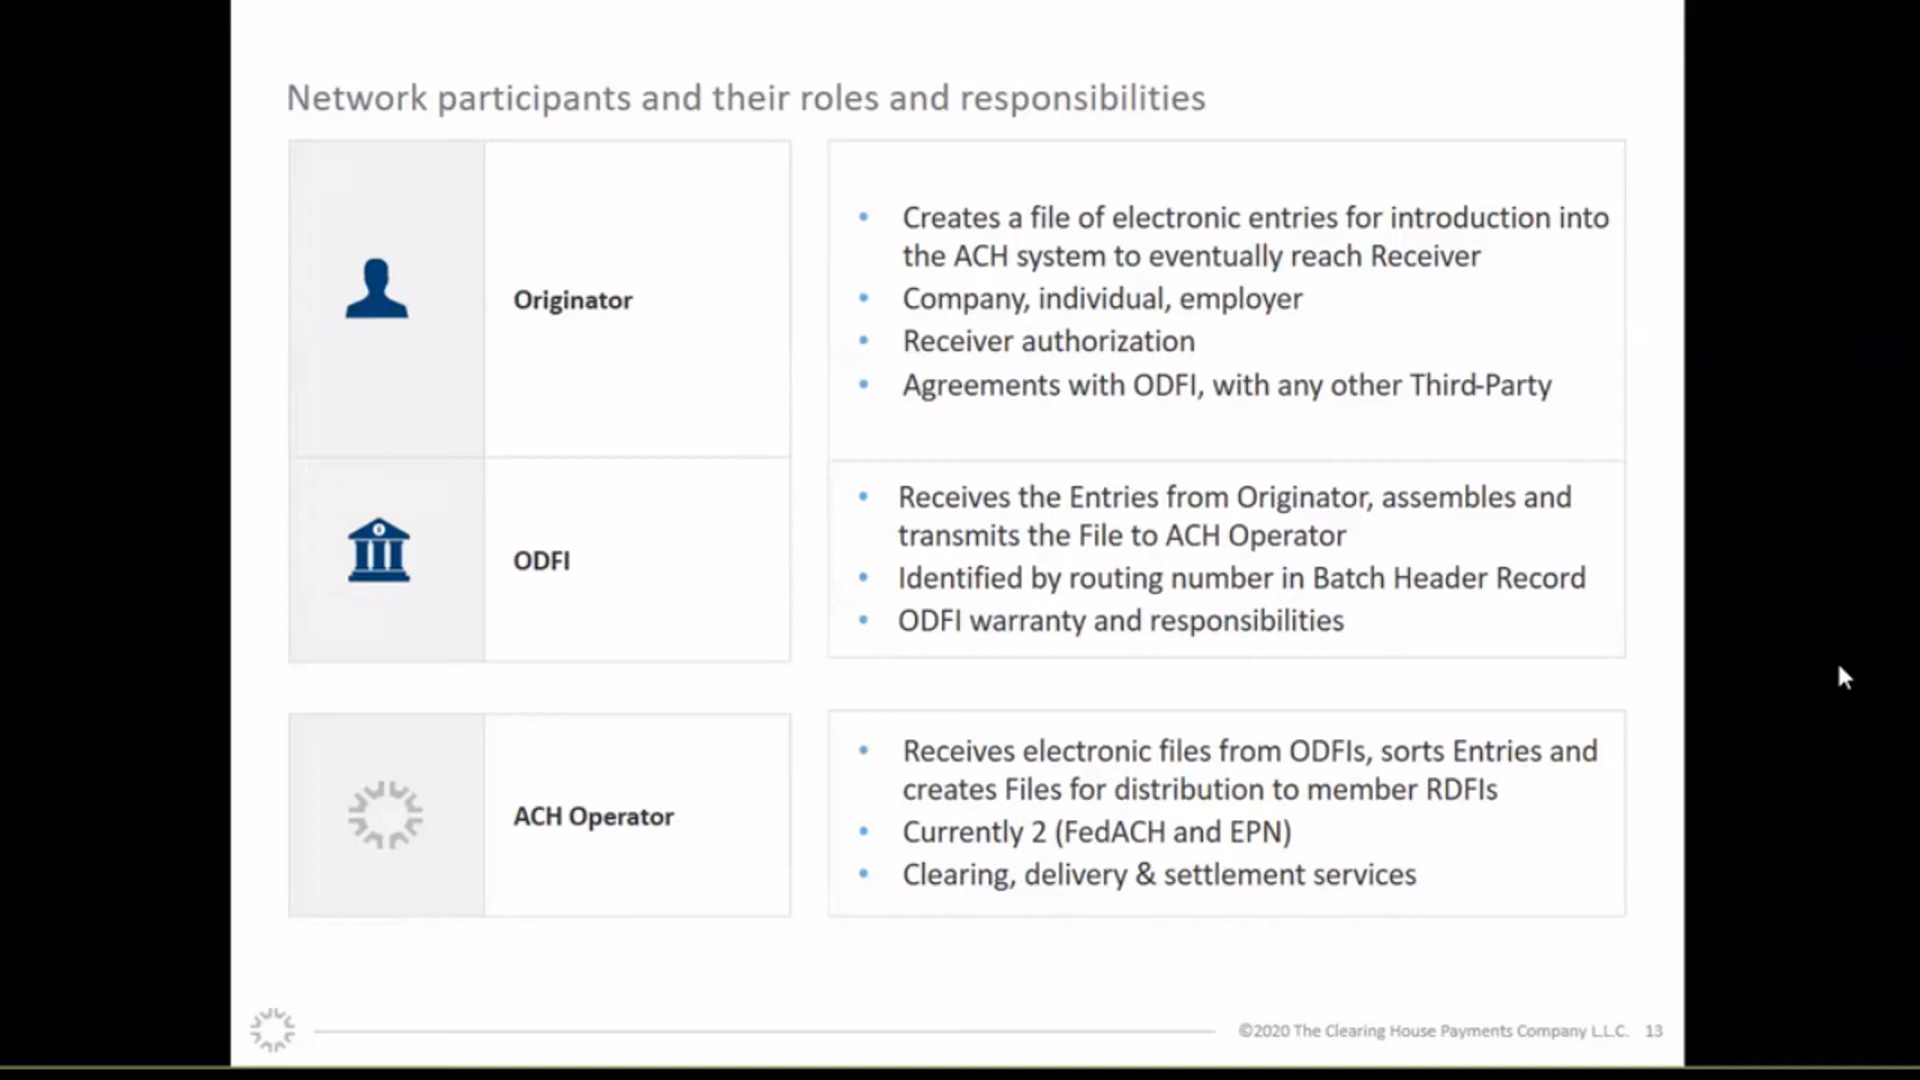 Network participants and their roles and responsibilities
Originator
• Creates a file of electronic entries for introduction into
the ACH system to eventually reach Receiver
• Company, individual, employer
• Receiver authorization
• Agreements with ODFI, with any other Third-Party
ODFI
• Receives the Entries from Originator, assembles and
transmits the File to ACH Operator
• Identified by routing number in Batch Header Record
• ODFI warranty and responsibilities
ACH Operator
• Receives electronic files from ODFIs, sorts Entries and
creates Files for distribution to member RDFIs
• Currently 2 (FedACH and EPN)
• Clearing, delivery & settlement services
©2020 The Clearing House Payments Company L.L.C. 13